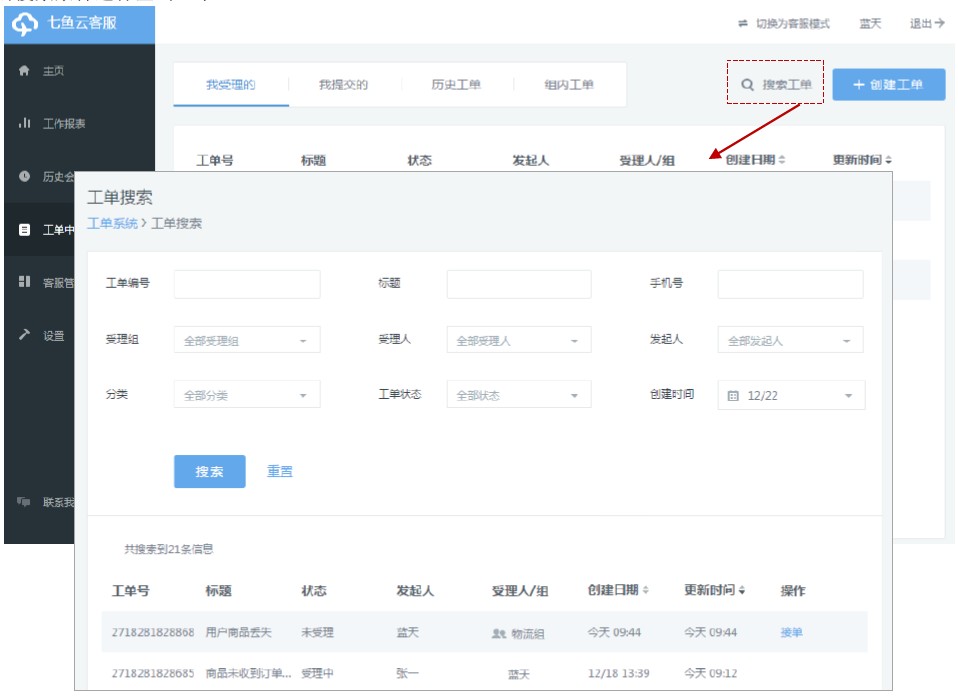 七鱼云客服
切换为客服模式 蓝天 退出
主页
工作报表
历史会
工单中
客服管
设置
联系我
我受理的 我提交的 历史工单 组内工单 搜索工单 + 创建工单
工单号 标题 状态 发起人 受理人/组 创建日期 更新时间
工单搜索
工单系统 > 工单搜索
工单编号 标题 手机号
受理组 全部受理组 受理人 全部受理人 发起人 全部发起人
分类 全部分类 工单状态 全部状态 创建时间 12/22
搜索 重置
共搜索到21条信息
工单号 标题 状态 发起人 受理人/组 创建日期 更新时间 操作
2718281828868 用户商品丢失 未受理 蓝天 物流组 今天 09:44 今天 09:44 接单
2718281828685 商品未收到订单... 受理中 张一 蓝天 12/18 13:39 今天 09:12